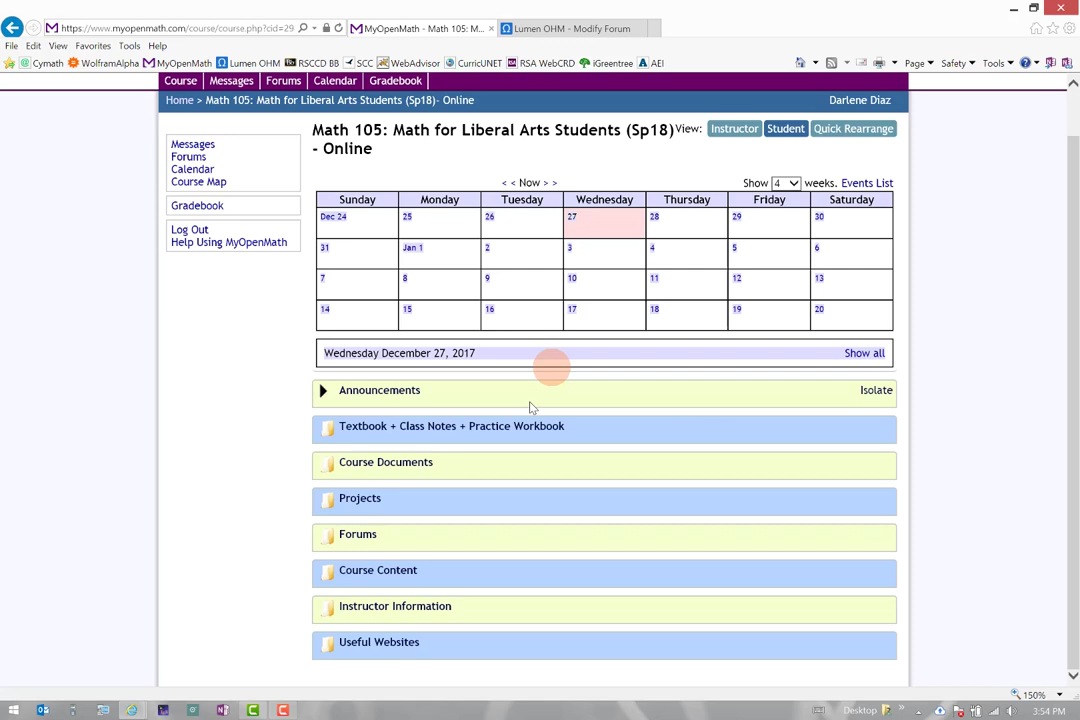 https://www.myopenmath.com/course/course.php?cid=29
MyOpenMath - Math 105: M...
Lumen OHM - Modify Forum
File Edit View Favorites Tools Help
Cymath WolframAlpha MyOpenMath Lumen OHM RSCCD BB SCC WebAdvisor CurricUNET RSA WebCRD iGreentree AEI
Page Safety Tools
Course Messages Forums Calendar Gradebook
Home > Math 105: Math for Liberal Arts Students (Sp18)- Online
Darlene Diaz
Messages
Forums
Calendar
Course Map
Gradebook
Log Out
Help Using MyOpenMath
Math 105: Math for Liberal Arts Students (Sp18)
- Online
View: Instructor Student Quick Rearrange
< < Now > >
Show 4 weeks. Events List
Sunday Monday Tuesday Wednesday Thursday Friday Saturday
Dec 24 25 26 27 28 29 30
31 Jan 1 2 3 4 5 6
7 8 9 10 11 12 13
14 15 16 17 18 19 20
Wednesday December 27, 2017 Show all
Announcements Isolate
Textbook + Class Notes + Practice Workbook
Course Documents
Projects
Forums
Course Content
Instructor Information
Useful Websites
150%
Desktop
3:54 PM